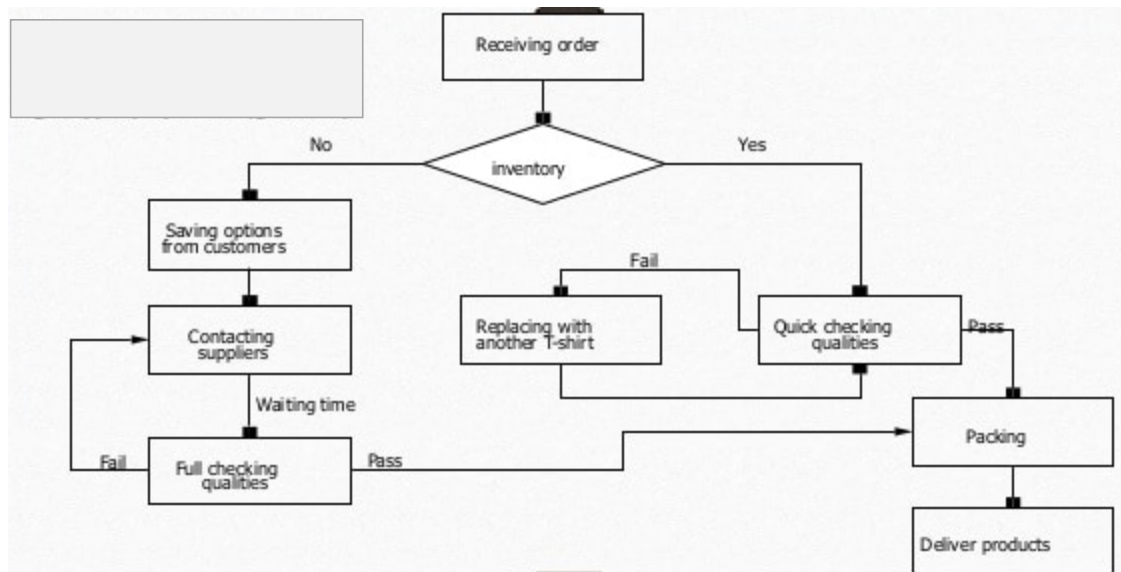 Receiving order
No
Yes
inventory
Saving options
from customers
Fail
Replacing with
another T-shirt
Quick checking
qualities
Pass
Contacting
suppliers
Waiting time
Packing
Fail
Full checking
qualities
Pass
Deliver products